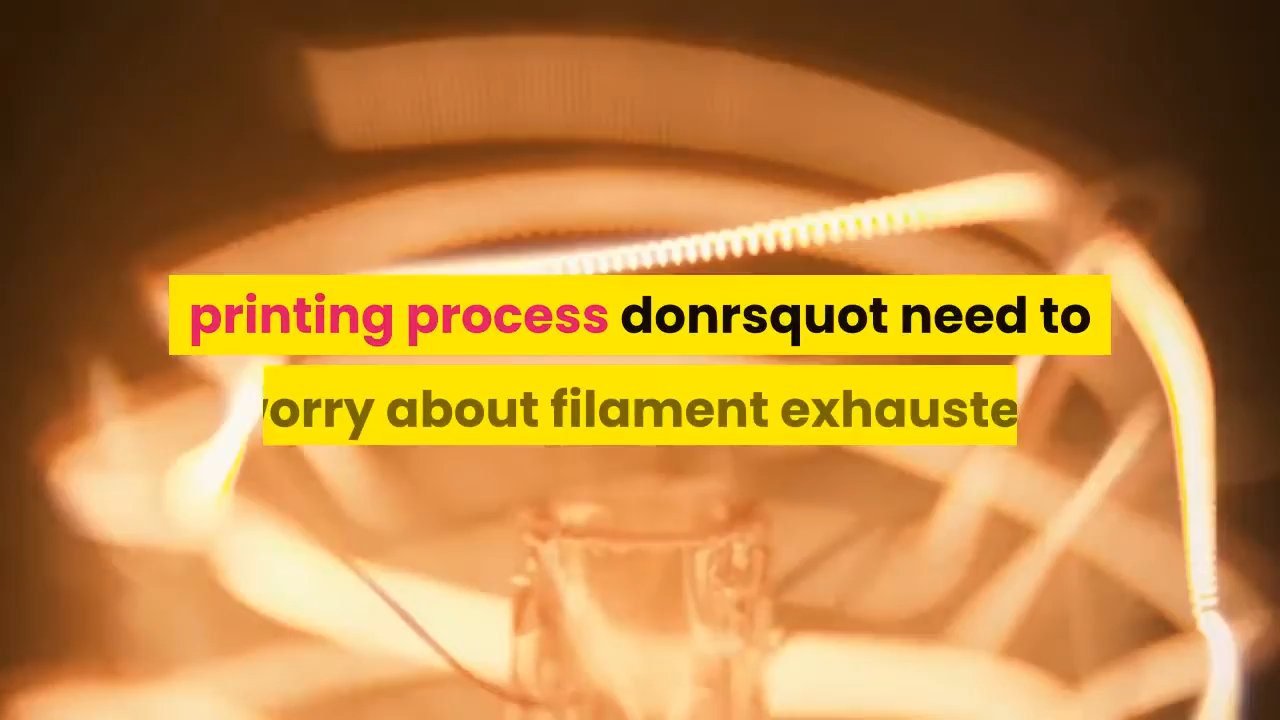 printing process donrsquot need to
orry about filament exhauste